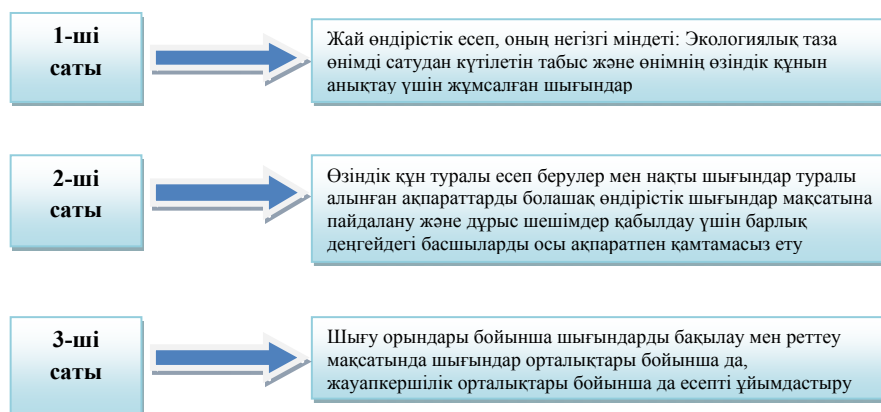 1-ші
саты
Жай өндірістік есеп, оның негізгі міндеті: Экологиялық таза
өнімді сатудан күтілетін табыс және өнімнің өзіндік құнын
анықтау үшін жұмсалған шығындар
2-ші
саты
Өзіндік құн туралы есеп берулер мен нақты шығындар туралы
алынған ақпараттарды болашақ өндірістік шығындар мақсатына
пайдалану және дұрыс шешімдер қабылдау үшін барлық
деңгейдегі басшыларды осы ақпаратпен қамтамасыз ету
3-ші
саты
Шығу орындары бойынша шығындарды бақылау мен реттеу
мақсатында шығындар орталықтары бойынша да,
жауапкершілік орталықтары бойынша да есепті ұйымдастыру